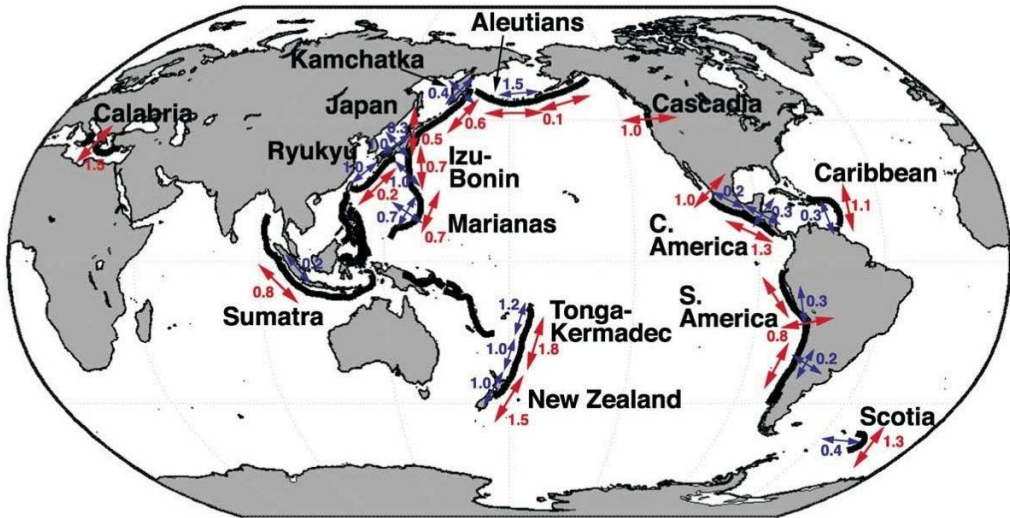 Aleutians
Kamchatka
0.4
1.5
Calabria
Japan
0.6
0.1
Cascadia
1.0
1.5
Ryukyu
0.3
0.5
Izu-
Bonin
1.0
0.7
1.0
0.2
Caribbean
1.0
0.2
0.3
0.3
1.1
0.7
Marianas
0.7
C.
America
1.3
0.2
0.8
Sumatra
1.2
Tonga-
Kermadec
1.0
1.8
S.
America
0.3
0.8
0.2
1.0
New Zealand
1.5
Scotia
0.4
1.3